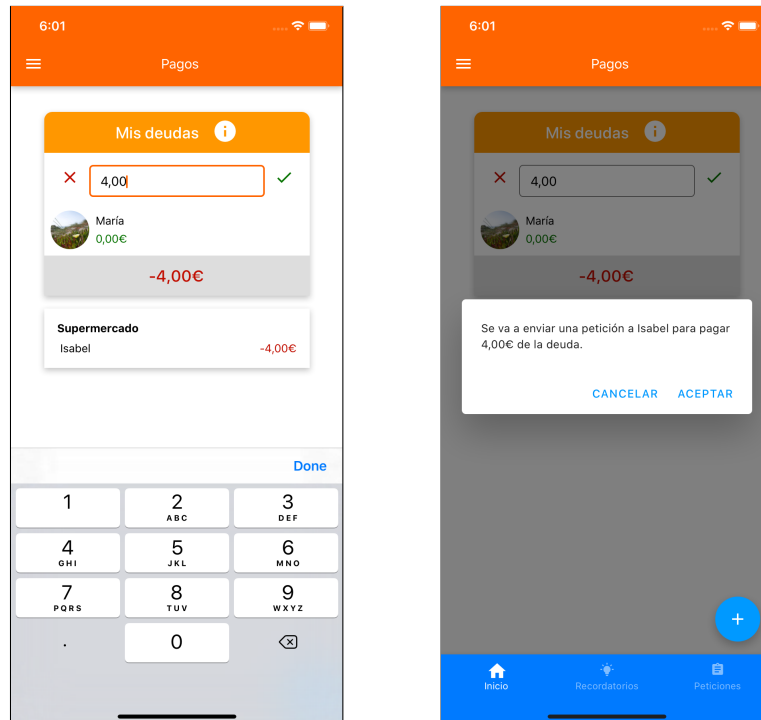 6:01
Pagos
Mis deudas i
4,00
María
0,00€
-4,00€
Supermercado
Isabel -4,00€
Done
1
2 ABC
3 DEF
4 GHI
5 JKL
6 MNO
7 PQRS
8 TUV
9 WXYZ
.
0
6:01
Pagos
Mis deudas i
4,00
María
0,00€
-4,00€
Se va a enviar una petición a Isabel para pagar
4,00€ de la deuda.
CANCELAR ACEPTAR
+
Inicio Recordatorios Peticiones